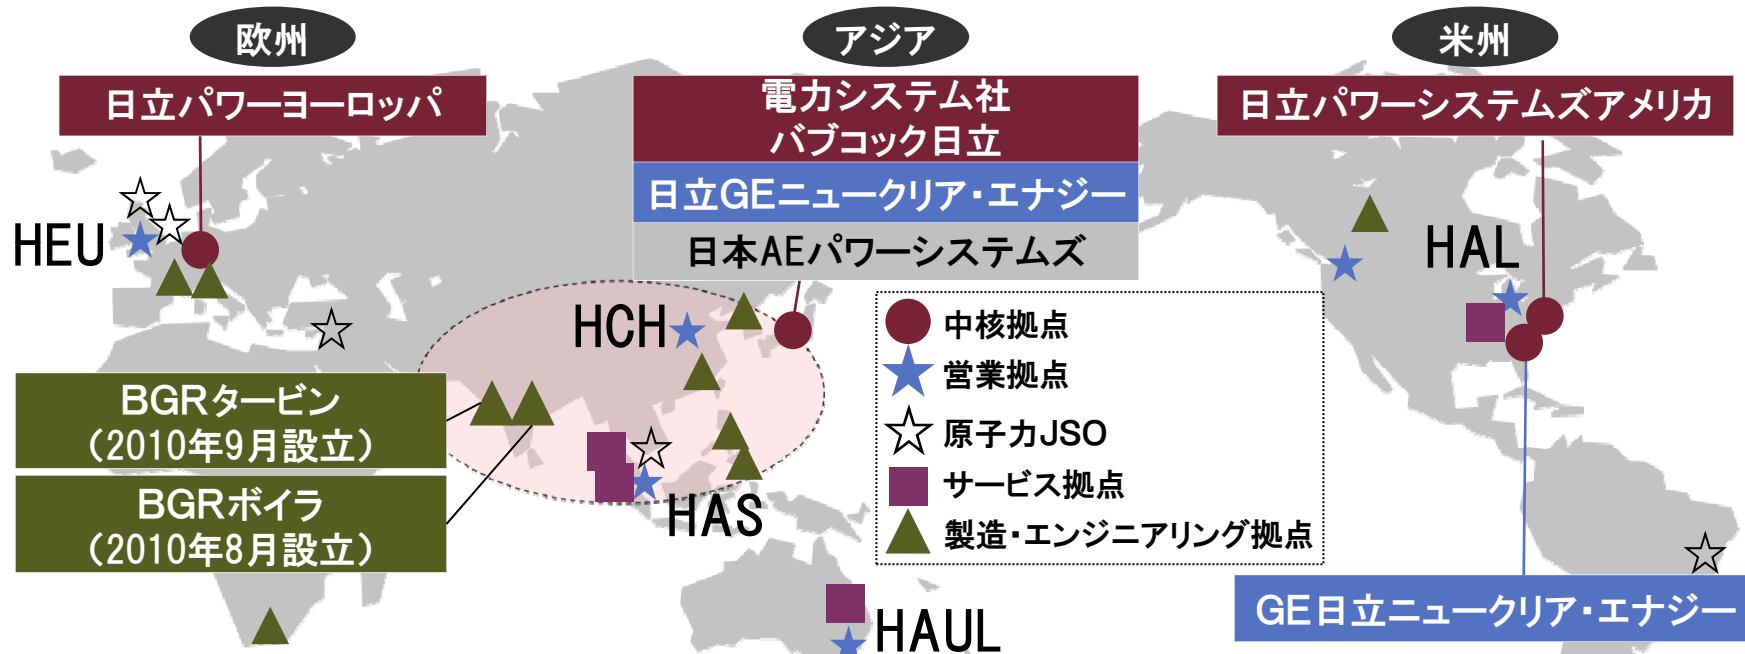 欧州
アジア
米州
日立パワーヨーロッパ
電力システム社
バブコック日立
日立GEニュークリア・エナジー
日本AEパワーシステムズ
日立パワーシステムズアメリカ
HEU
HCH
HAL
中核拠点
営業拠点
原子力JSO
サービス拠点
製造・エンジニアリング拠点
BGRタービン
（2010年9月設立）
BGRボイラ
（2010年8月設立）
HAS
HAUL
GE日立ニュークリア・エナジー